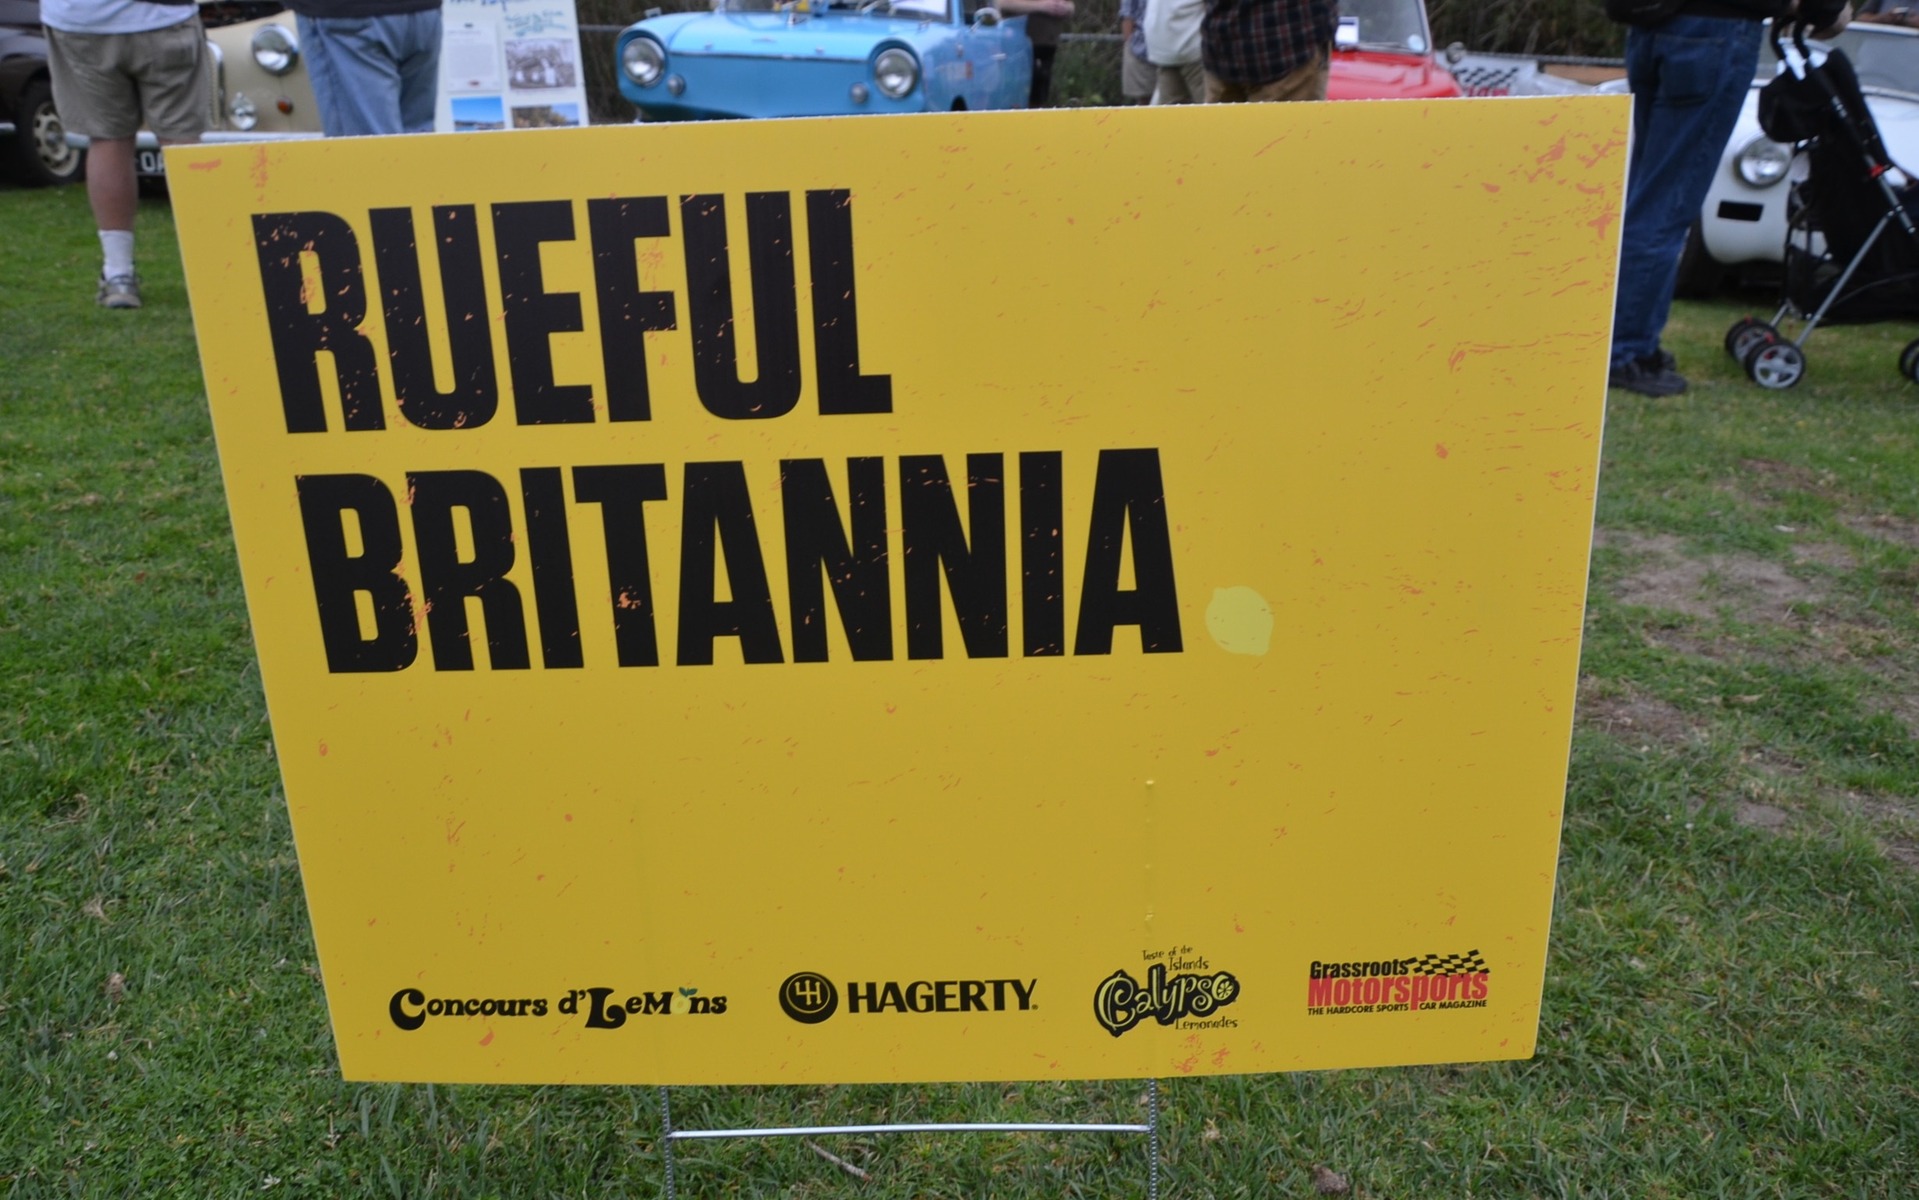 RUEFUL
BRITANNIA
Concours d'LeMons
HAGERTY.
Taste of the
Islands
Calypso
Lemonades
Grassroots
Motorsports
THE HARDCORE SPORTS CAR MAGAZINE